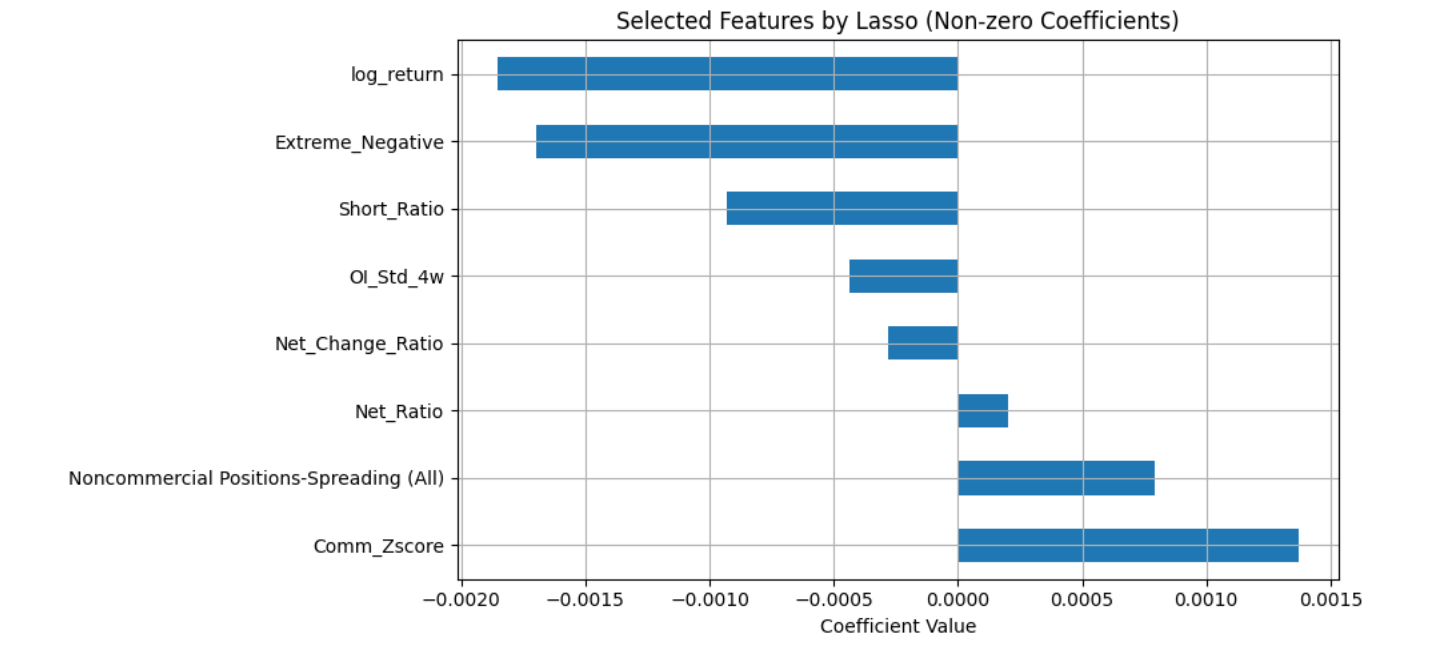 Selected Features by Lasso (Non-zero Coefficients)
log_return
Extreme_Negative
Short_Ratio
OI_Std_4w
Net_Change_Ratio
Net_Ratio
Noncommercial Positions-Spreading (All)
Comm_Zscore
−0.0020 −0.0015 −0.0010 −0.0005 0.0000 0.0005 0.0010 0.0015
Coefficient Value